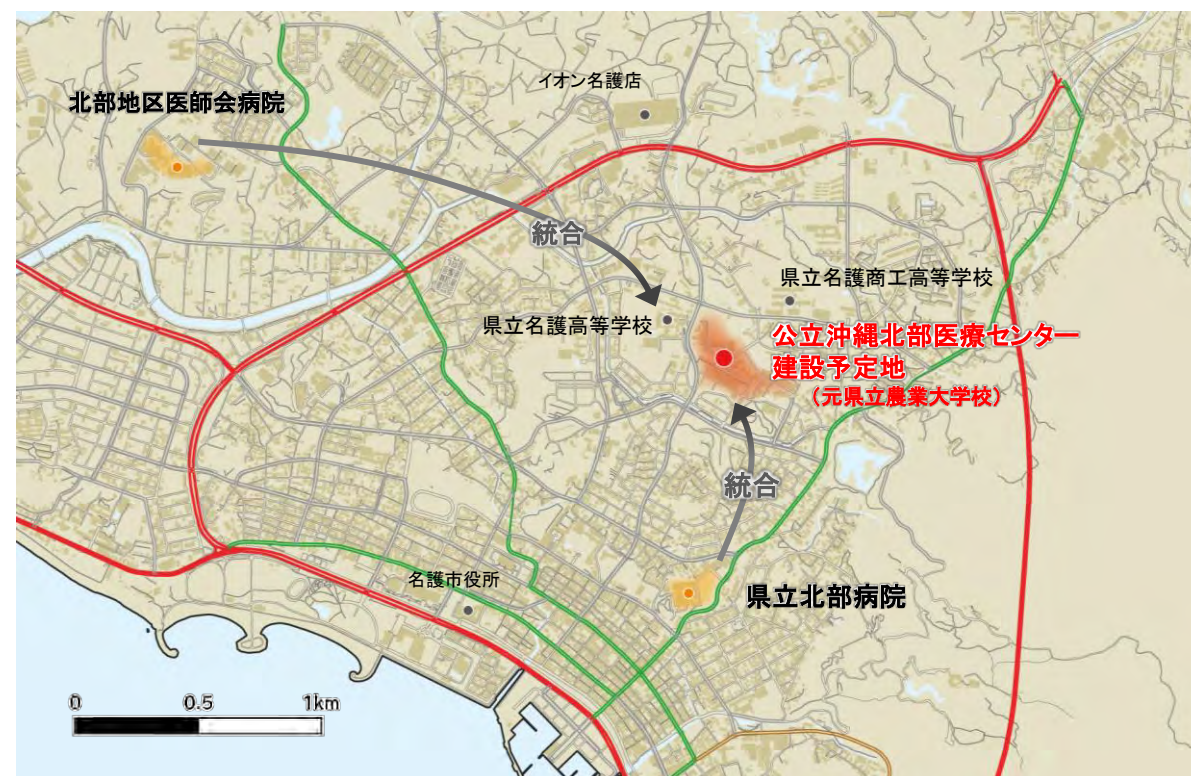 イオン名護店
北部地区医師会病院
統合
県立名護商工高等学校
県立名護高等学校
公立沖縄北部医療センター
建設予定地
(元県立農業大学校)
統合
名護市役所
県立北部病院
0 0.5 1km